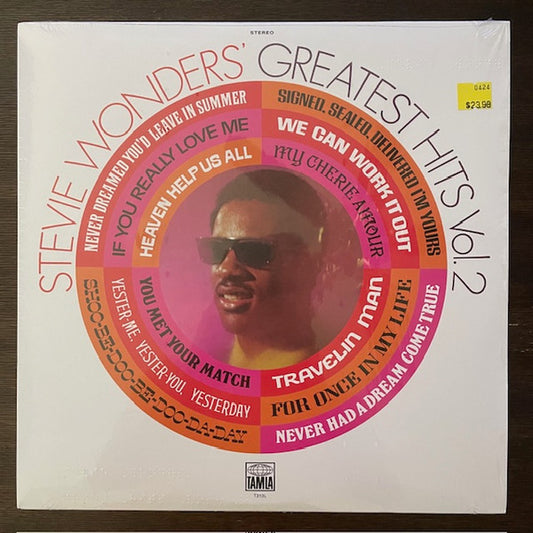 STEREO
STEVIE WONDERS' GREATEST HITS Vol. 2
0424
$23.98
NEVER DREAMED YOU'D LEAVE IN SUMMER
IF YOU REALLY LOVE ME
HEAVEN HELP US ALL
SIGNED, SEALED, DELIVERED I'M YOURS
WE CAN WORK IT OUT
MY CHERIE AMOUR
SHOO-BE-DOO-BE-DOO-DA-DAY
YESTER-ME, YESTER-YOU, YESTERDAY
YOU MET YOUR MATCH
TRAVELIN MAN
FOR ONCE IN MY LIFE
NEVER HAD A DREAM COME TRUE
TAMLA